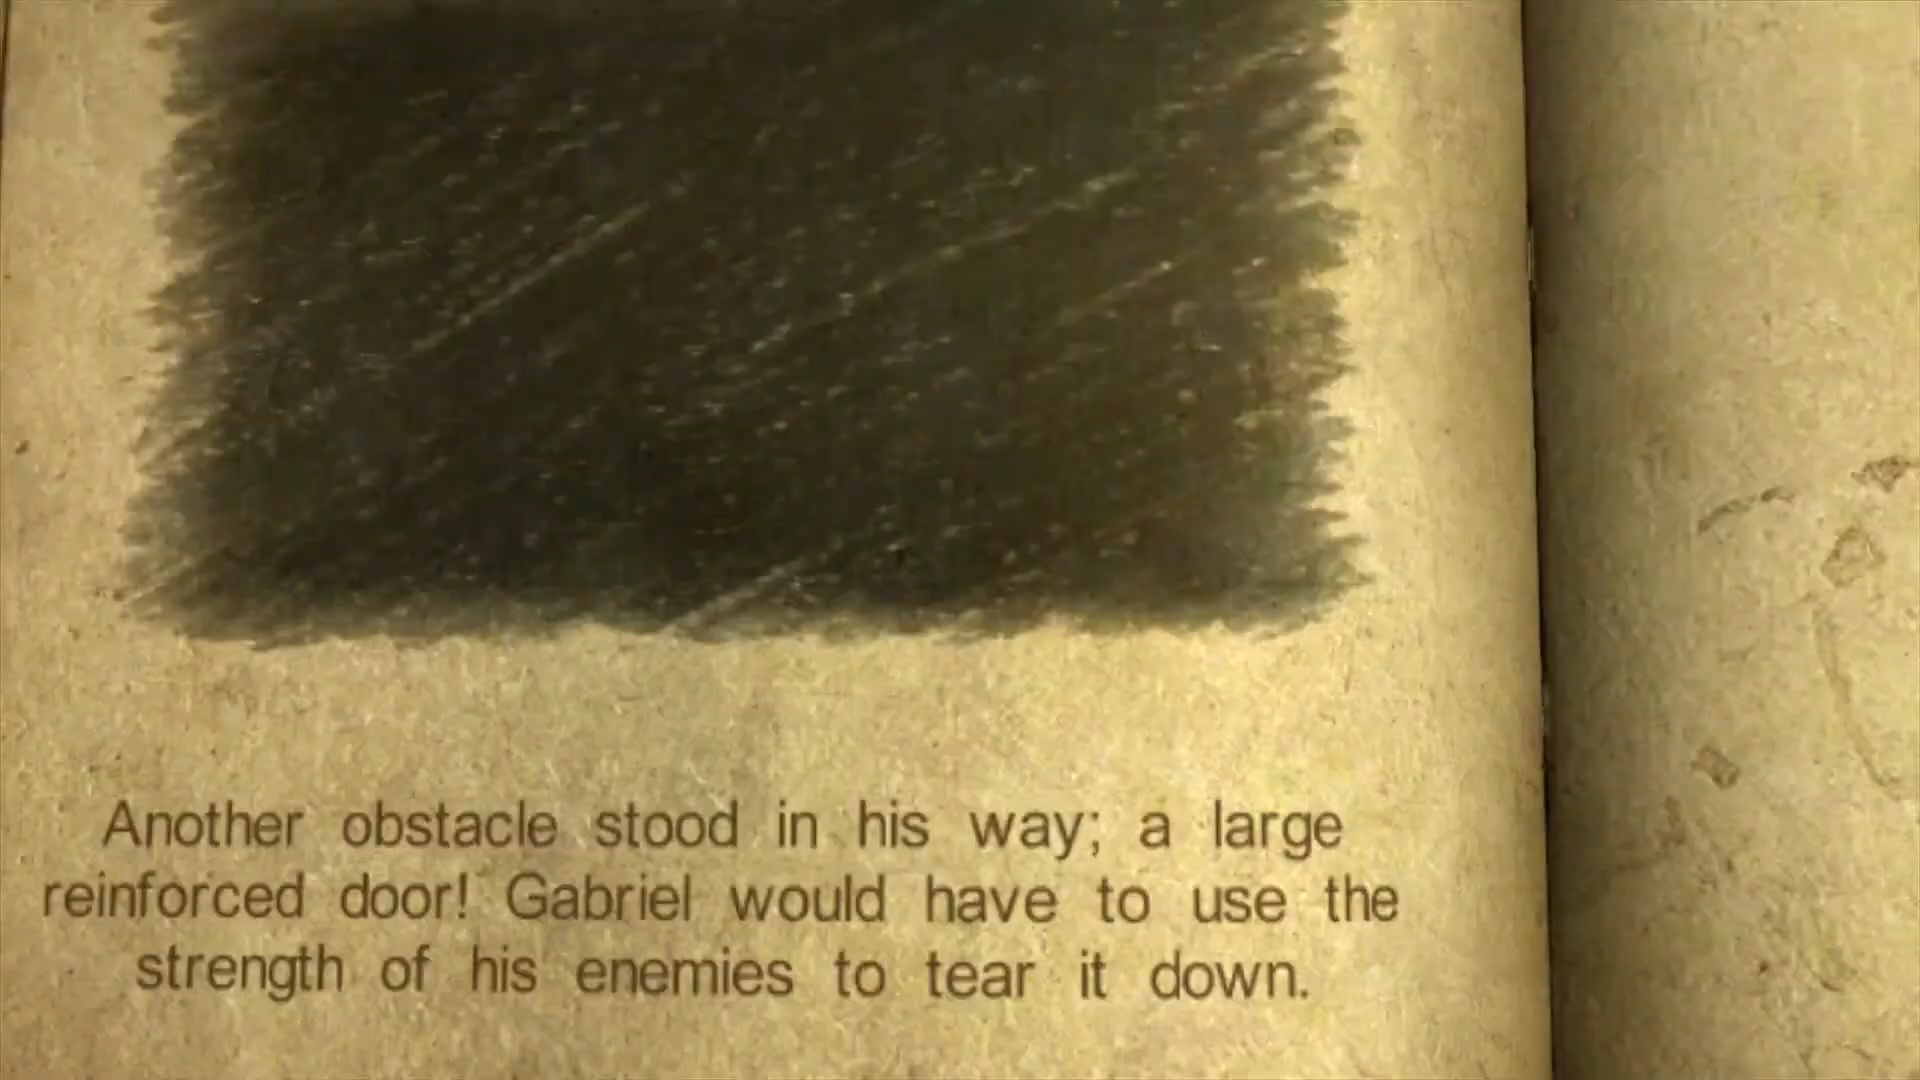 Another obstacle stood in his way; a large
reinforced door! Gabriel would have to use the
strength of his enemies to tear it down.